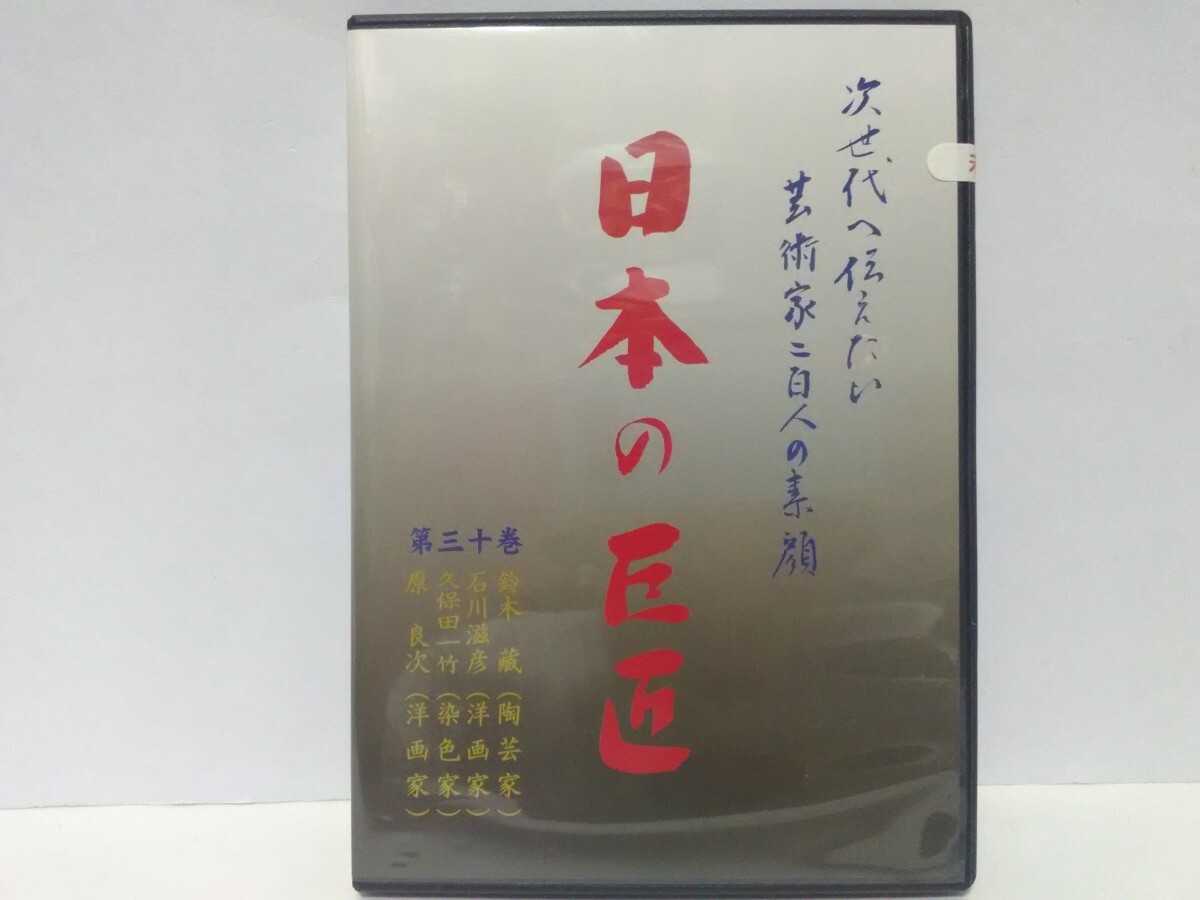 次世代へ伝えたい
芸術家二百人の素顔
日本の巨匠
第三十巻
鈴木 藏(陶芸家)
石川滋彦(洋画家)
久保田一竹(染色家)
原 良次(洋画家)